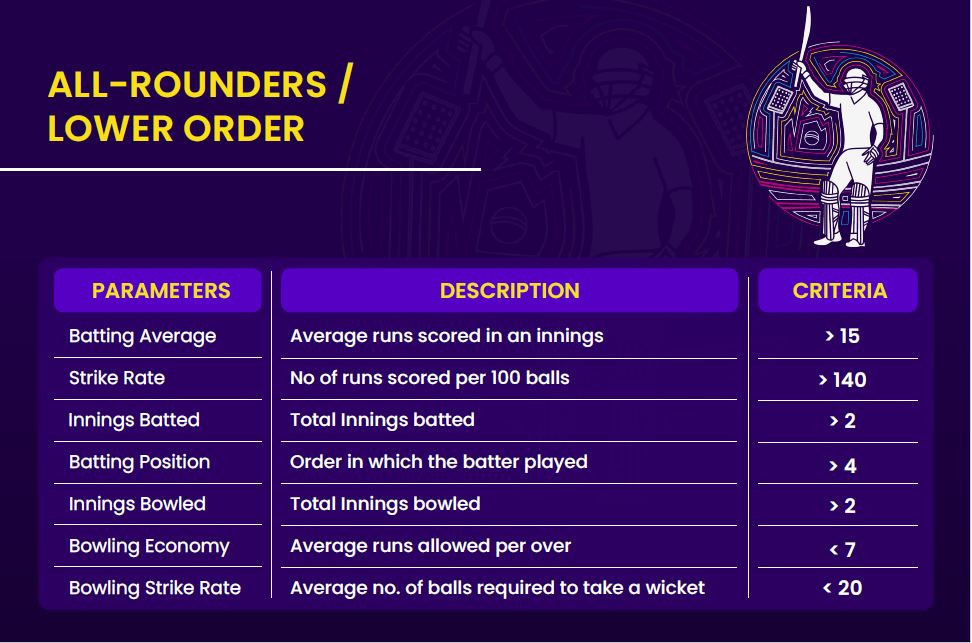 ALL-ROUNDERS /
LOWER ORDER
PARAMETERS DESCRIPTION CRITERIA
Batting Average Average runs scored in an innings > 15
Strike Rate No of runs scored per 100 balls > 140
Innings Batted Total Innings batted > 2
Batting Position Order in which the batter played > 4
Innings Bowled Total Innings bowled > 2
Bowling Economy Average runs allowed per over < 7
Bowling Strike Rate Average no. of balls required to take a wicket < 20